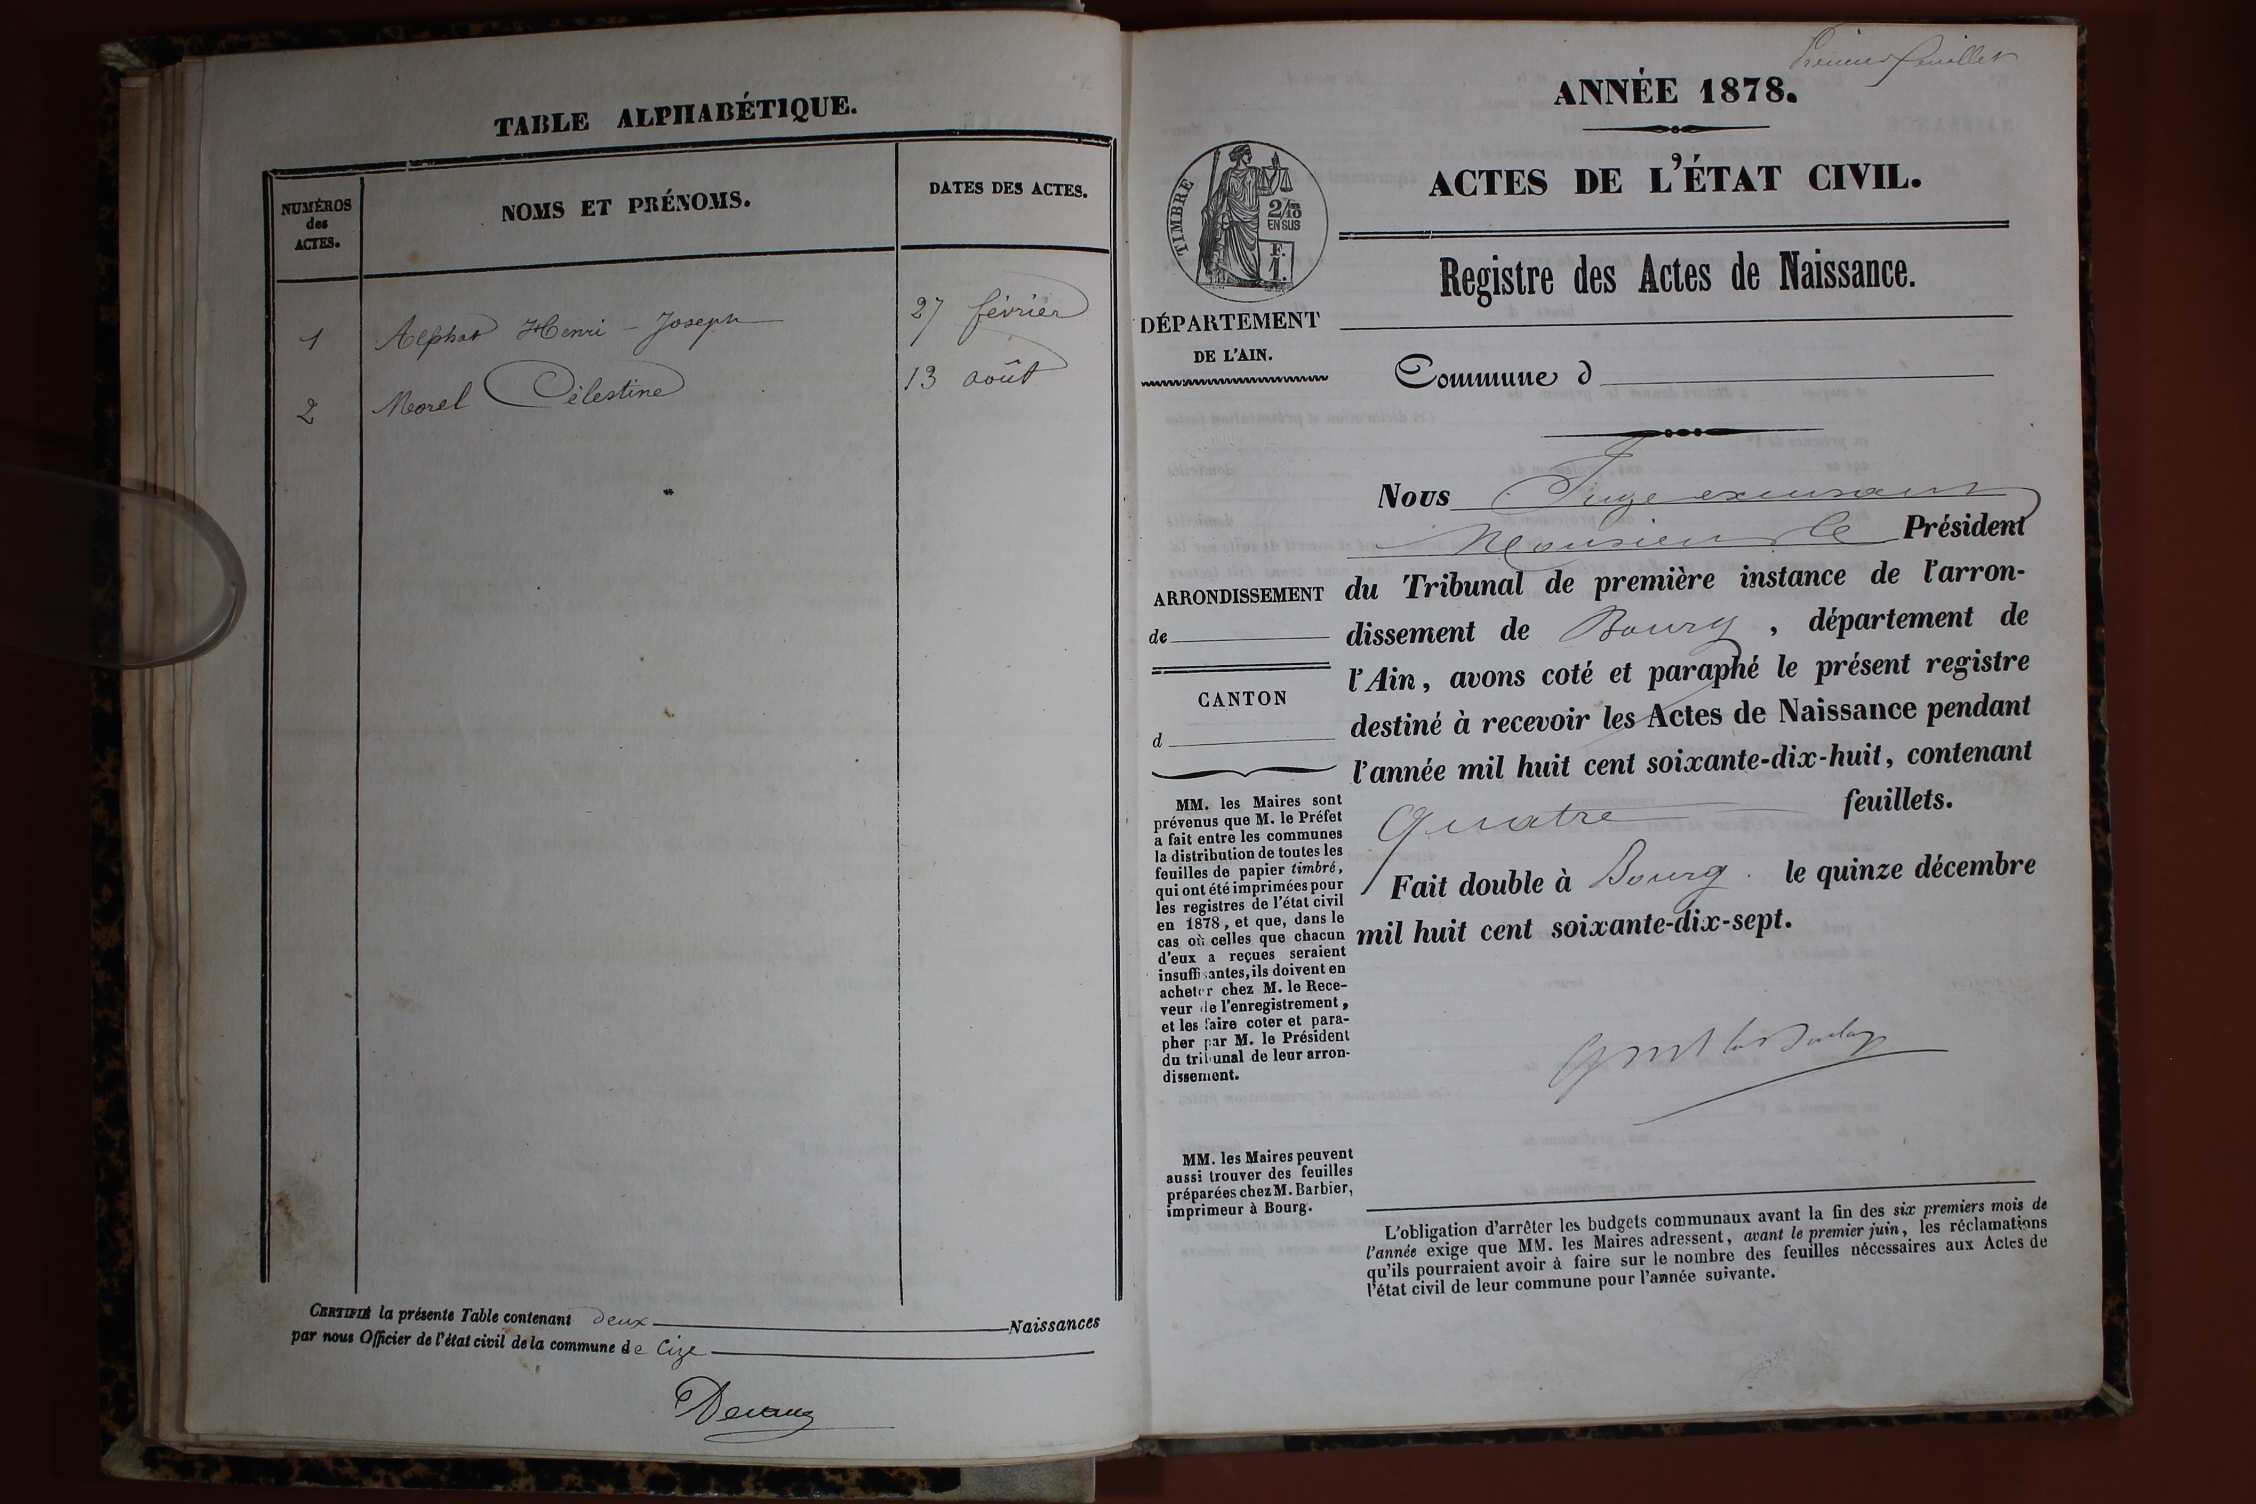 TABLE ALPHABÉTIQUE.
NUMÉROS
des
ACTES.
NOMS ET PRÉNOMS.
DATES DES ACTES.
1 Alphat Henri - Joseph 27 février
2 Morel Célestine 13 août
CERTIFIÉ la présente Table contenant deux Naissances
par nous Officier de l'état civil de la commune de Cize
Premier feuillet
ANNÉE 1878.
ACTES DE L'ÉTAT CIVIL.
TIMBRE
2/10
EN SUS
F.
1.
Registre des Actes de Naissance.
DÉPARTEMENT
DE L'AIN.
Commune d
Nous Juge excusant
Monsieur le Président
du Tribunal de première instance de l'arron-
dissement de Bourg, département de
l'Ain, avons coté et paraphé le présent registre
destiné à recevoir les Actes de Naissance pendant
l'année mil huit cent soixante-dix-huit, contenant
Quatre feuillets.
Fait double à Bourg le quinze décembre
mil huit cent soixante-dix-sept.
ARRONDISSEMENT
de
CANTON
d
MM. les Maires sont
prévenus que M. le Préfet
a fait entre les communes
la distribution de toutes les
feuilles de papier timbré,
qui ont été imprimées pour
les registres de l'état civil
en 1878, et que, dans le
cas où celles que chacun
d'eux a reçues seraient
insuffisantes, ils doivent en
acheter chez M. le Rece-
veur de l'enregistrement,
et les faire coter et para-
pher par M. le Président
du tribunal de leur arron-
dissement.
MM. les Maires peuvent
aussi trouver des feuilles
préparées chez M. Barbier,
imprimeur à Bourg.
L'obligation d'arrêter les budgets communaux avant la fin des six premiers mois de
l'année exige que MM. les Maires adressent, avant le premier juin, les réclamations
qu'ils pourraient avoir à faire sur le nombre des feuilles nécessaires aux Actes de
l'état civil de leur commune pour l'année suivante.